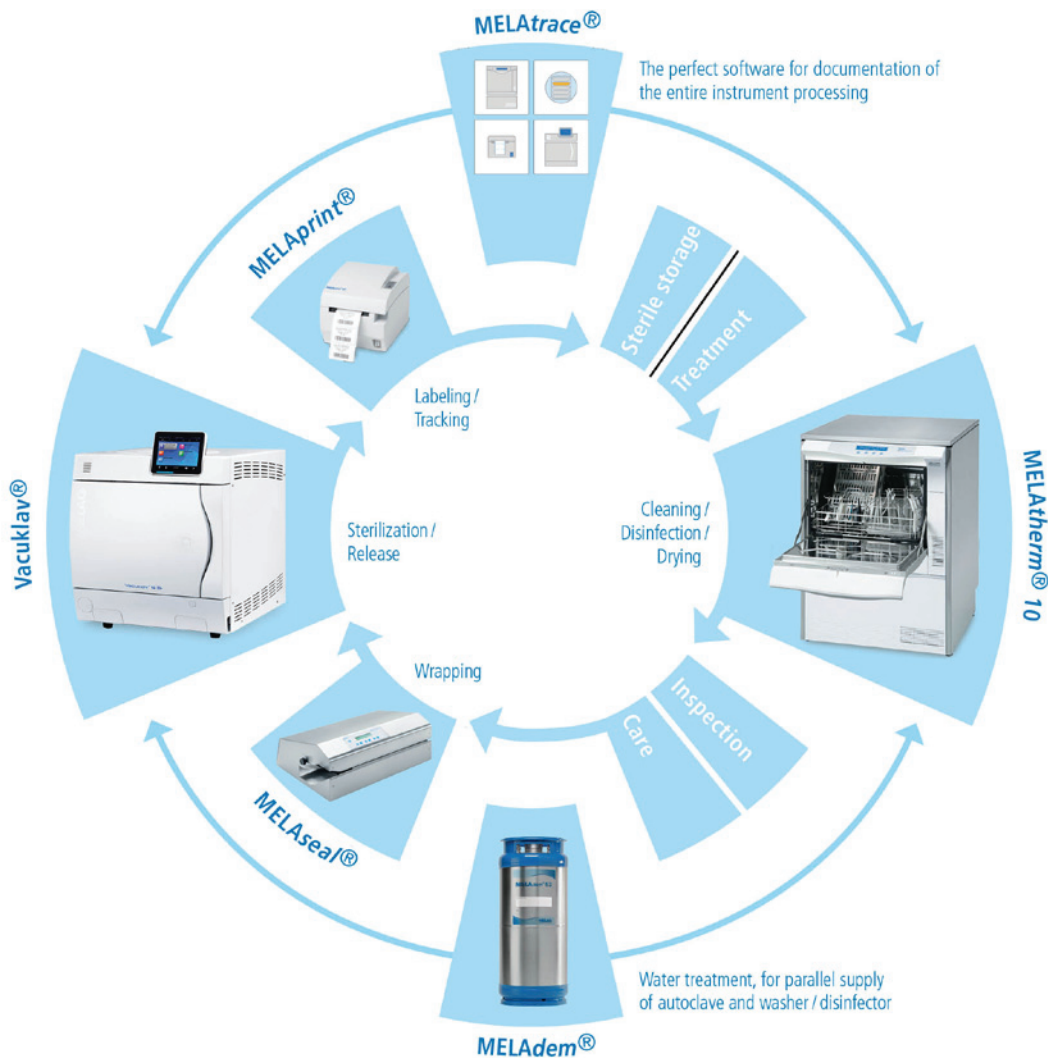 MELAtrace®
The perfect software for documentation of
the entire instrument processing
MELAprint®
Sterile storage
Treatment
Labeling /
Tracking
Vacuklav®
Sterilization /
Release
Cleaning /
Disinfection /
Drying
MELAtherm® 10
Wrapping
Inspection
Care
MELAseal®
Water treatment, for parallel supply
of autoclave and washer / disinfector
MELAdem®